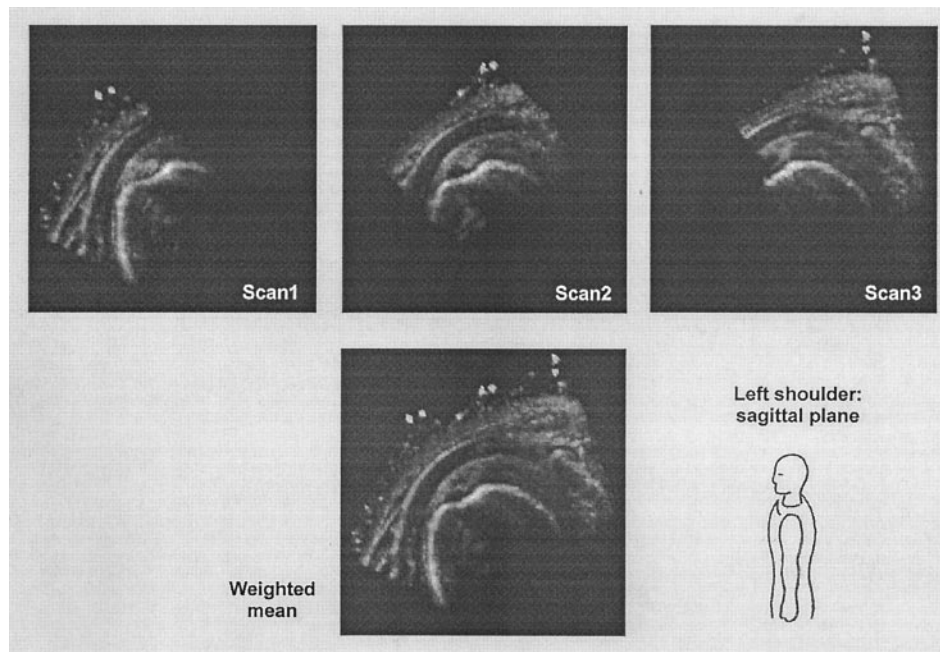 Scan1
Scan2
Scan3
Left shoulder:
sagittal plane
Weighted
mean